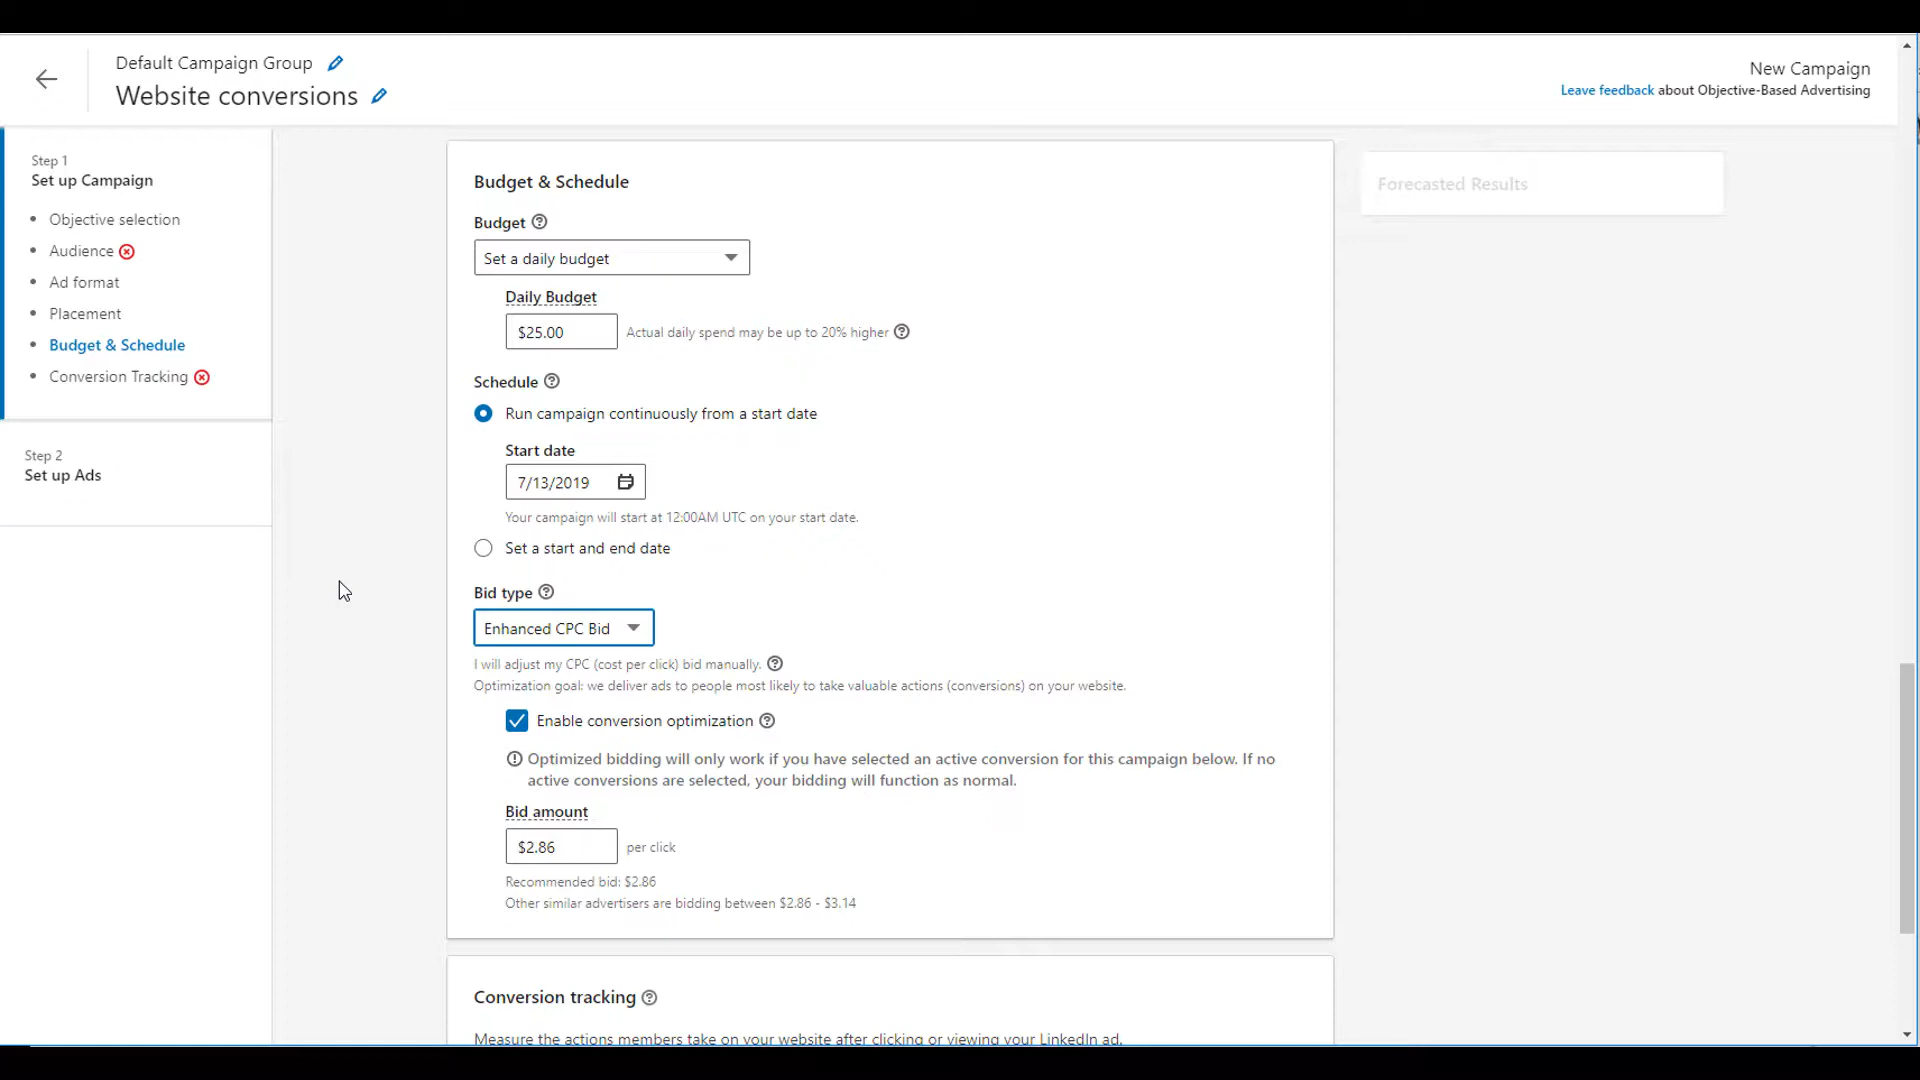 Default Campaign Group
Website conversions
New Campaign
Leave feedback about Objective-Based Advertising
Step 1
Set up Campaign
Objective selection
Audience
Ad format
Placement
Budget & Schedule
Conversion Tracking
Step 2
Set up Ads
Budget & Schedule
Budget
Set a daily budget
Daily Budget
$25.00 Actual daily spend may be up to 20% higher
Schedule
Run campaign continuously from a start date
Start date
7/13/2019
Your campaign will start at 12:00AM UTC on your start date.
Set a start and end date
Bid type
Enhanced CPC Bid
I will adjust my CPC (cost per click) bid manually.
Optimization goal: we deliver ads to people most likely to take valuable actions (conversions) on your website.
Enable conversion optimization
Optimized bidding will only work if you have selected an active conversion for this campaign below. If no
active conversions are selected, your bidding will function as normal.
Bid amount
$2.86 per click
Recommended bid: $2.86
Other similar advertisers are bidding between $2.86 - $3.14
Conversion tracking
Measure the actions members take on your website after clicking or viewing your LinkedIn ad.
Forecasted Results